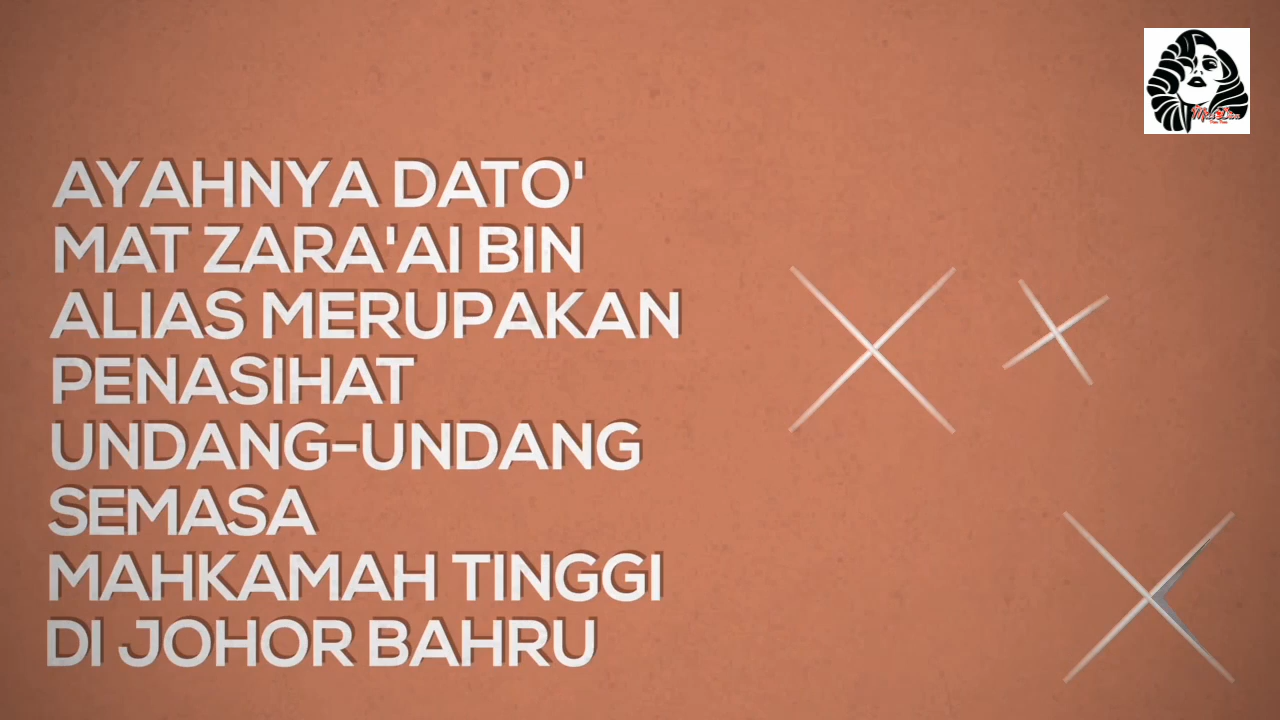 AYAHNYA DATO'
MAT ZARA'AI BIN
ALIAS MERUPAKAN
PENASIHAT
UNDANG-UNDANG
SEMASA
MAHKAMAH TINGGI
DI JOHOR BAHRU